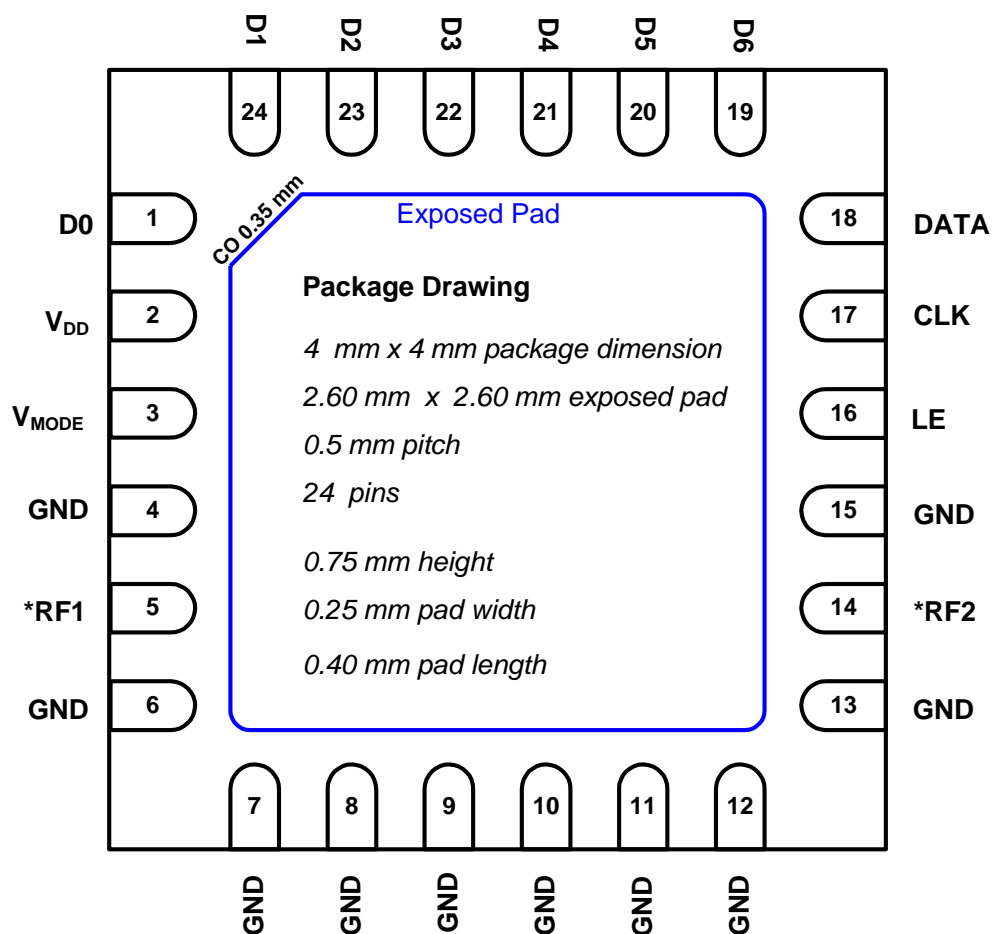 D1 D2 D3 D4 D5 D6
24 23 22 21 20 19
CO 0.35 mm
Exposed Pad
D0 1
18 DATA
VDD 2
17 CLK
VMODE 3
16 LE
GND 4
15 GND
*RF1 5
14 *RF2
GND 6
13 GND
Package Drawing
4 mm x 4 mm package dimension
2.60 mm x 2.60 mm exposed pad
0.5 mm pitch
24 pins
0.75 mm height
0.25 mm pad width
0.40 mm pad length
7 8 9 10 11 12
GND GND GND GND GND GND